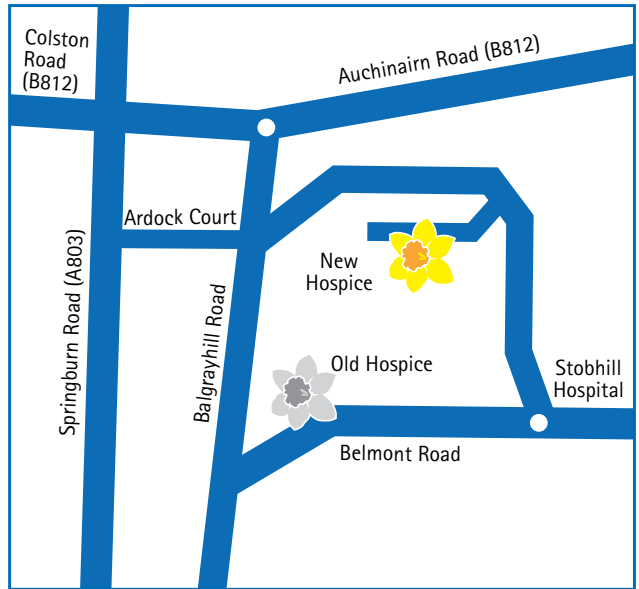 Colston
Road
(B812)
Auchinairn Road (B812)
Ardock Court
Springburn Road (A803)
Balgrayhill Road
New
Hospice
Old Hospice
Stobhill
Hospital
Belmont Road